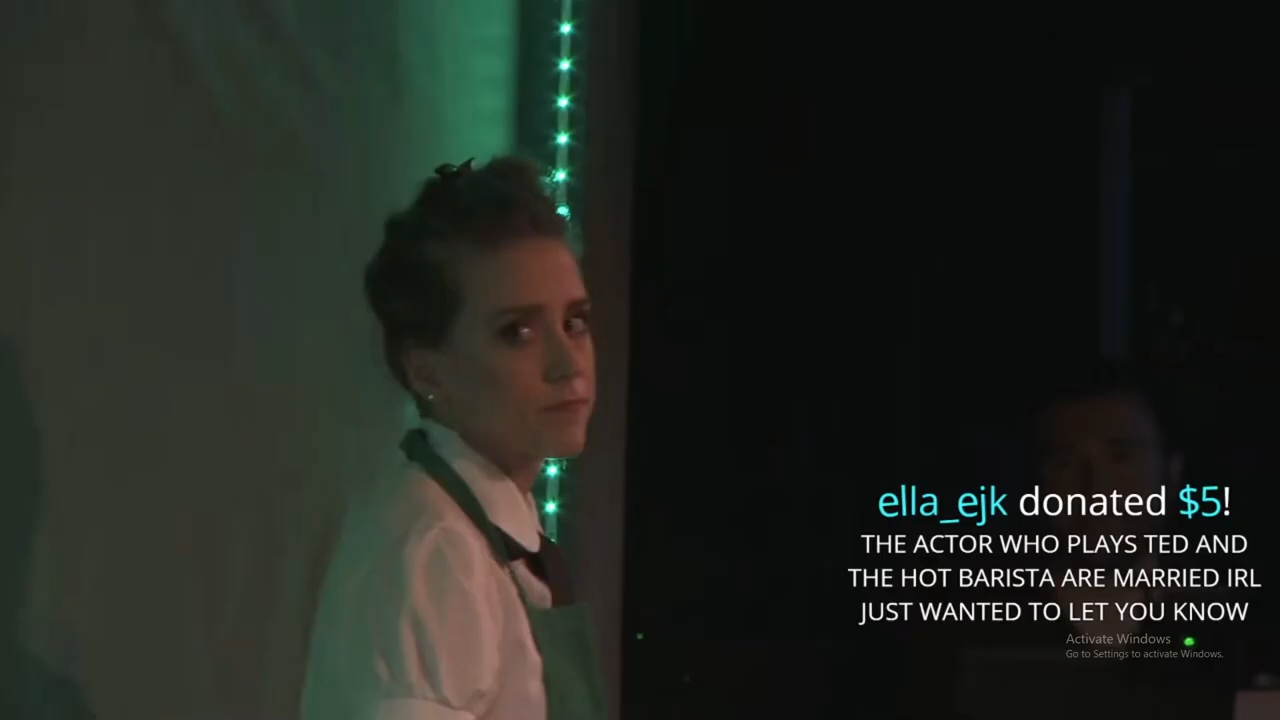 ella_ejk donated $5!
THE ACTOR WHO PLAYS TED AND
THE HOT BARISTA ARE MARRIED IRL
JUST WANTED TO LET YOU KNOW
Activate Windows
Go to Settings to activate Windows.